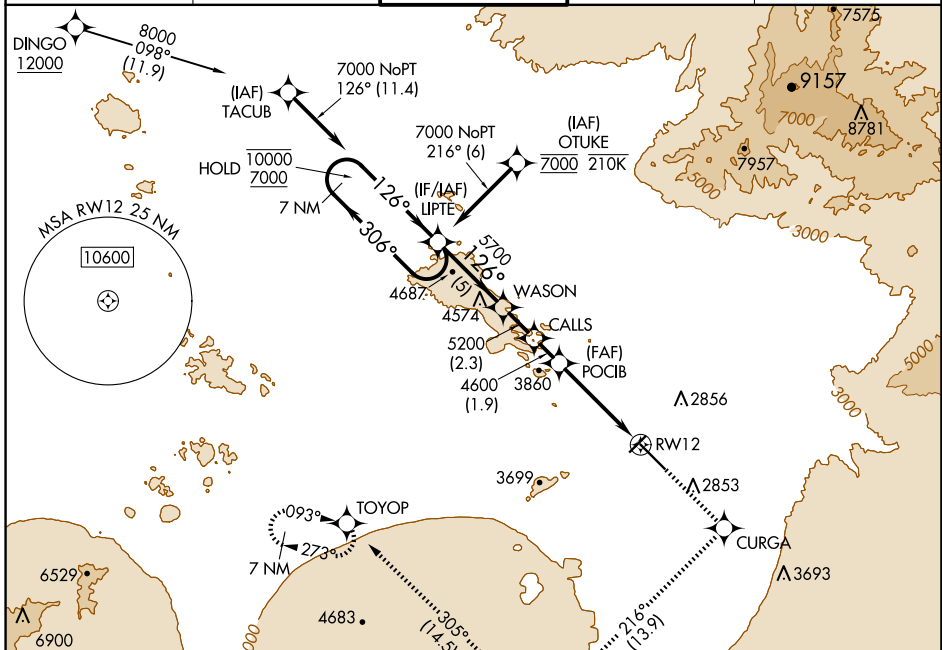 DINGO
12000
8000
098°
(11.9)
(IAF)
TACUB
7000 NoPT
126° (11.4)
7575
9157
7000
8781
7957
5000
3000
7000 NoPT
216° (6)
(IAF)
OTUKE
7000 210K
HOLD
10000
7000
7 NM
126°
306°
(IF/IAF)
LIPTE
MSA RW12 25 NM
10600
5700
126°
(5)
4687
4574
WASON
CALLS
5200
(2.3)
(FAF)
POCIB
4600
(1.9)
3860
5000
3000
2856
RW12
2853
3699
CURGA
093°
TOYOP
273°
7 NM
6529
6900
4683
305°
(14.5)
216°
(13.9)
3693